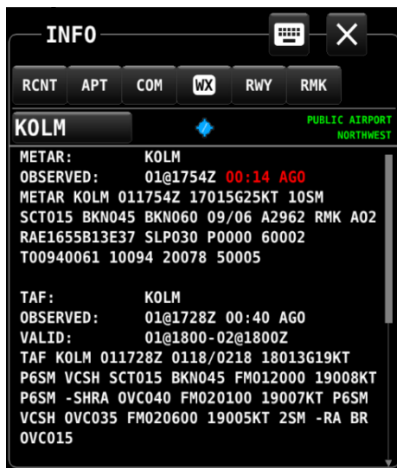 INFO
RCNT APT COM WX RWY RMK
KOLM
PUBLIC AIRPORT
NORTHWEST
METAR: KOLM
OBSERVED: 01@1754Z 00:14 AGO
METAR KOLM 011754Z 17015G25KT 10SM
SCT015 BKN045 BKN060 09/06 A2962 RMK AO2
RAE1655B13E37 SLP030 P0000 60002
T00940061 10094 20078 50005
TAF: KOLM
OBSERVED: 01@1728Z 00:40 AGO
VALID: 01@1800-02@1800Z
TAF KOLM 011728Z 0118/0218 18013G19KT
P6SM VCSH SCT015 BKN045 FM012000 19008KT
P6SM -SHRA OVC040 FM020100 19007KT P6SM
VCSH OVC035 FM020600 19005KT 2SM -RA BR
OVC015